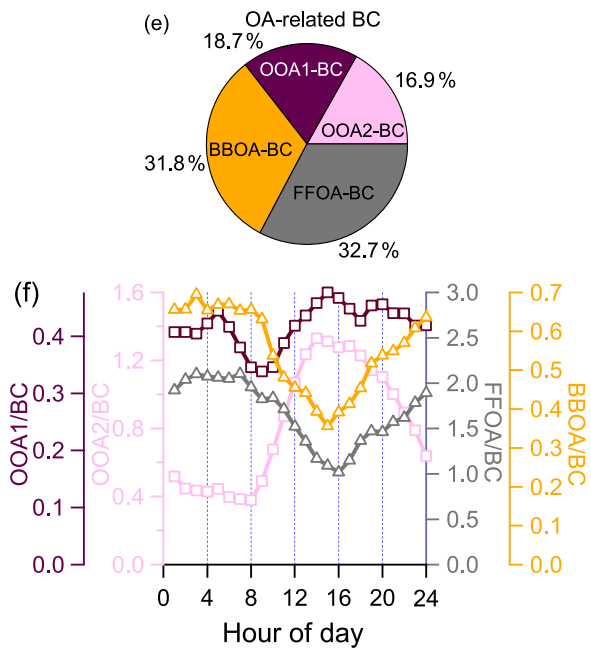 (e)
OA-related BC
18.7 %
OOA1-BC
16.9 %
OOA2-BC
BBOA-BC
31.8 %
FFOA-BC
32.7 %
(f)
1.6
3.0
0.7
0.4
2.5
0.6
1.2
0.5
0.3
2.0
0.4
0.8
1.5
0.2
0.3
1.0
0.4
0.2
0.1
0.5
0.1
0.0
0.0
0.0
0.0
OOA1/BC
OOA2/BC
FFOA/BC
BBOA/BC
0 4 8 12 16 20 24
Hour of day